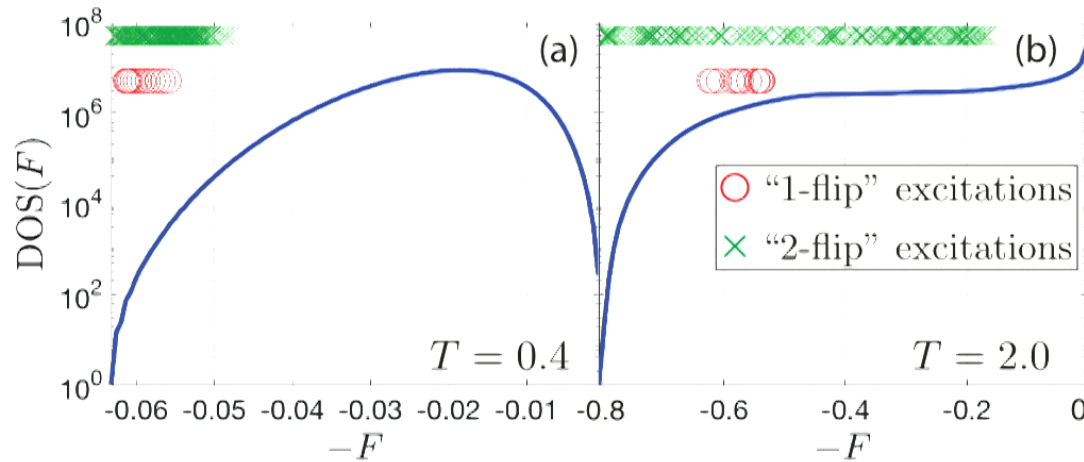 10^8
10^6
10^4
10^2
10^0
DOS(F)
(a)
(b)
"1-flip" excitations
"2-flip" excitations
T = 0.4
T = 2.0
-0.06 -0.05 -0.04 -0.03 -0.02 -0.01 -0.8 -0.6 -0.4 -0.2 0
−F
−F